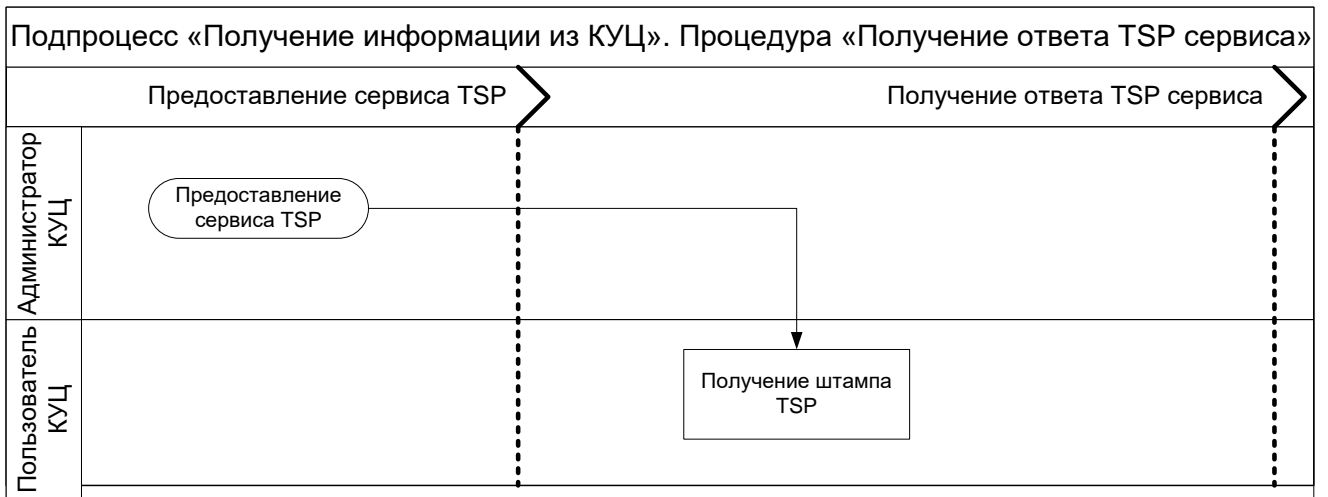 Подпроцесс «Получение информации из КУЦ». Процедура «Получение ответа TSP сервиса»
Предоставление сервиса TSP
Получение ответа TSP сервиса
Администратор
КУЦ
Предоставление
сервиса TSP
Пользователь
КУЦ
Получение штампа
TSP